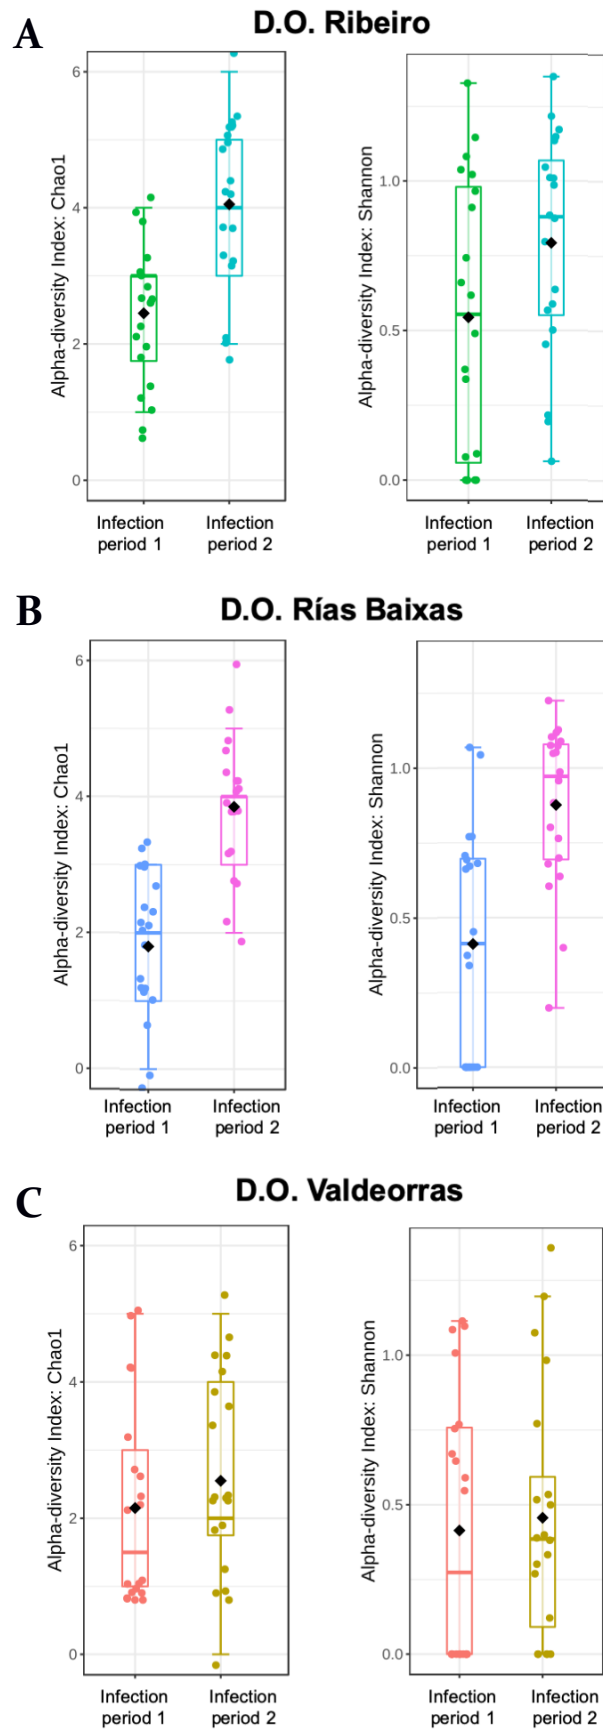 A
D.O. Ribeiro
Alpha-diversity Index: Chao1
6
4
2
0
Infection
period 1
Infection
period 2
Alpha-diversity Index: Shannon
1.0
0.5
0.0
Infection
period 1
Infection
period 2
B
D.O. Rías Baixas
Alpha-diversity Index: Chao1
6
4
2
0
Infection
period 1
Infection
period 2
Alpha-diversity Index: Shannon
1.0
0.5
0.0
Infection
period 1
Infection
period 2
C
D.O. Valdeorras
Alpha-diversity Index: Chao1
6
4
2
0
Infection
period 1
Infection
period 2
Alpha-diversity Index: Shannon
1.0
0.5
0.0
Infection
period 1
Infection
period 2